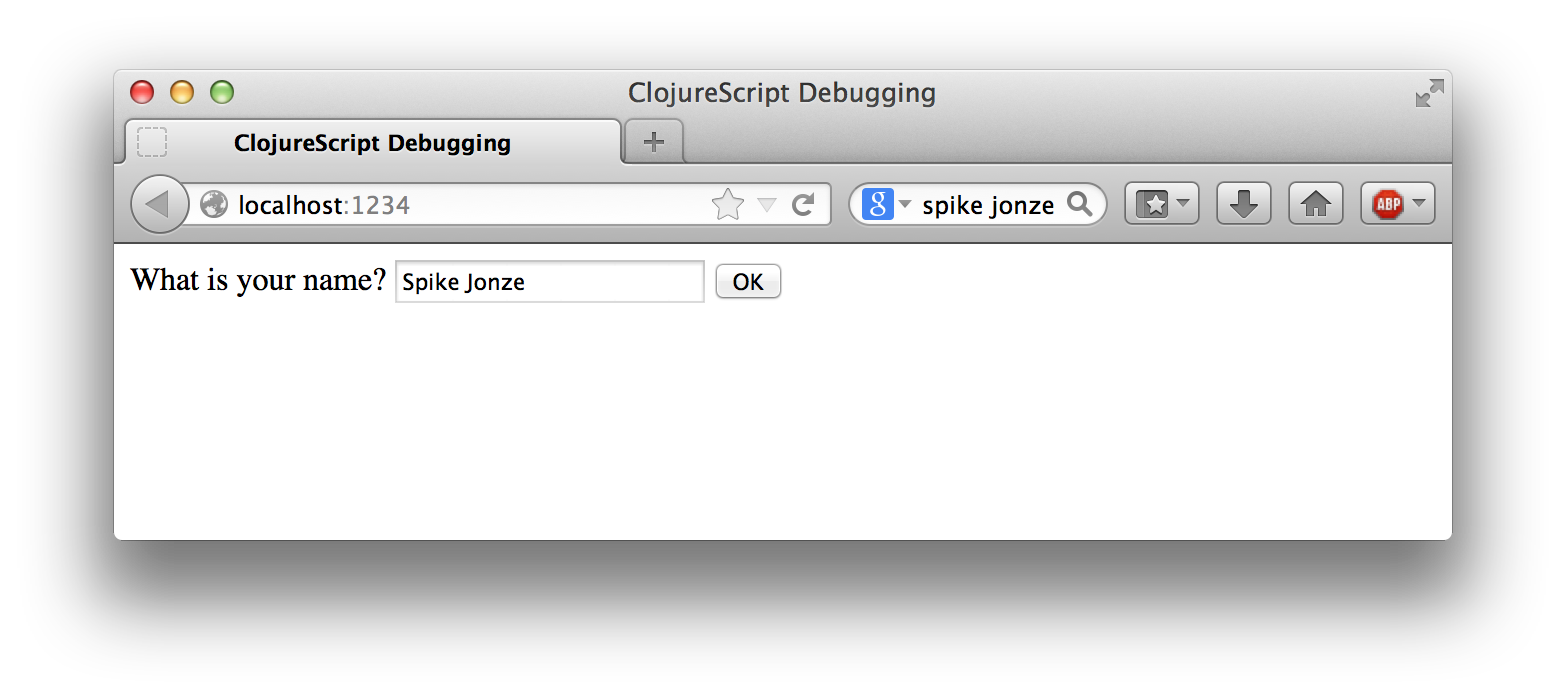 ClojureScript Debugging
ClojureScript Debugging
localhost:1234 g spike jonze ABP
What is your name? Spike Jonze OK